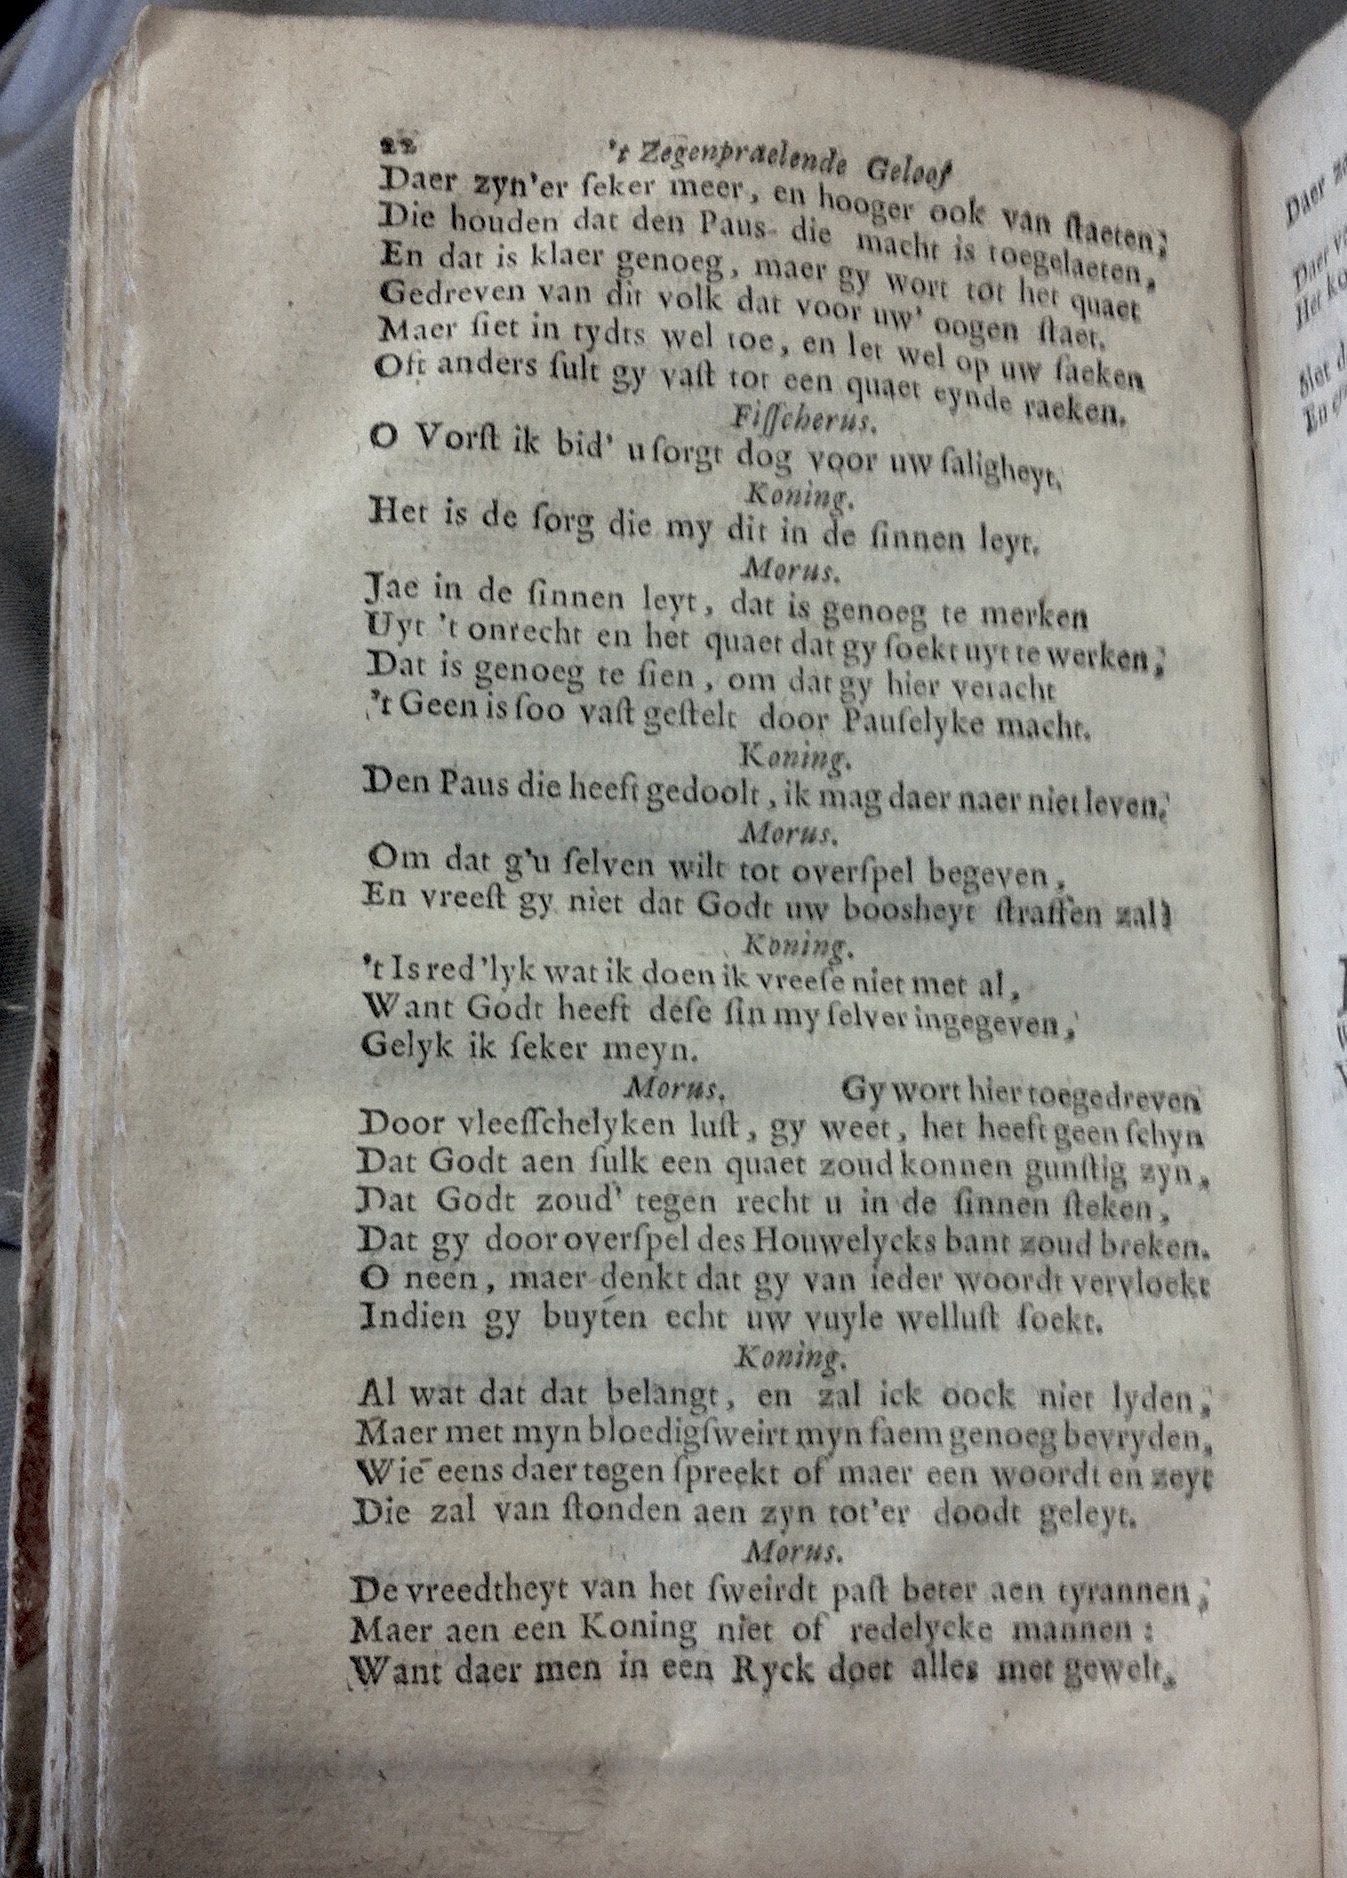 22 't Zegenpraelende Geloof
Daer zyn'er ſeker meer, en hooger ook van ſtaeten;
Die houden dat den Paus die macht is toegelaeten,
En dat is klaer genoeg, maer gy wort tot het quaet
Gedreven van dit volk dat voor uw' oogen ſtaet.
Maer ſiet in tydts wel toe, en let wel op uw ſaeken
Oft anders ſult gy vaſt tot een quaet eynde raeken.
Fiſſcherus.
O Vorſt ik bid' u ſorgt dog voor uw ſaligheyt.
Koning.
Het is de ſorg die my dit in de ſinnen leyt.
Morus.
Jae in de ſinnen leyt, dat is genoeg te merken
Uyt 't onrecht en het quaet dat gy ſoekt uyt te werken;
Dat is genoeg te ſien, om dat gy hier veracht
't Geen is ſoo vaſt geſtelt door Pauſelyke macht.
Koning.
Den Paus die heeft gedoolt, ik mag daer naer niet leven.
Morus.
Om dat g'u ſelven wilt tot overſpel begeven,
En vreeſt gy niet dat Godt uw boosheyt ſtraffen zal?
Koning.
't Is red'lyk wat ik doen ik vreeſe niet met al,
Want Godt heeft deſe ſin my ſelver ingegeven,
Gelyk ik ſeker meyn.
Morus. Gy wort hier toegedreven
Door vleeſſchelyken luſt, gy weet, het heeft geen ſchyn
Dat Godt aen ſulk een quaet zoud konnen gunſtig zyn,
Dat Godt zoud' tegen recht u in de ſinnen ſteken,
Dat gy door overſpel des Houwelycks bant zoud breken.
O neen, maer denkt dat gy van ieder woordt vervloekt
Indien gy buyten echt uw vuyle welluſt ſoekt.
Koning.
Al wat dat dat belangt, en zal ick oock niet lyden,
Maer met myn bloedig ſweirt myn faem genoeg bevryden,
Wie eens daer tegen ſpreekt of maer een woordt en zeyt
Die zal van ſtonden aen zyn tot'er doodt geleyt.
Morus.
De vreedtheyt van het ſweirdt paſt beter aen tyrannen;
Maer aen een Koning niet of redelycke mannen:
Want daer men in een Ryck doet alles met gewelt,